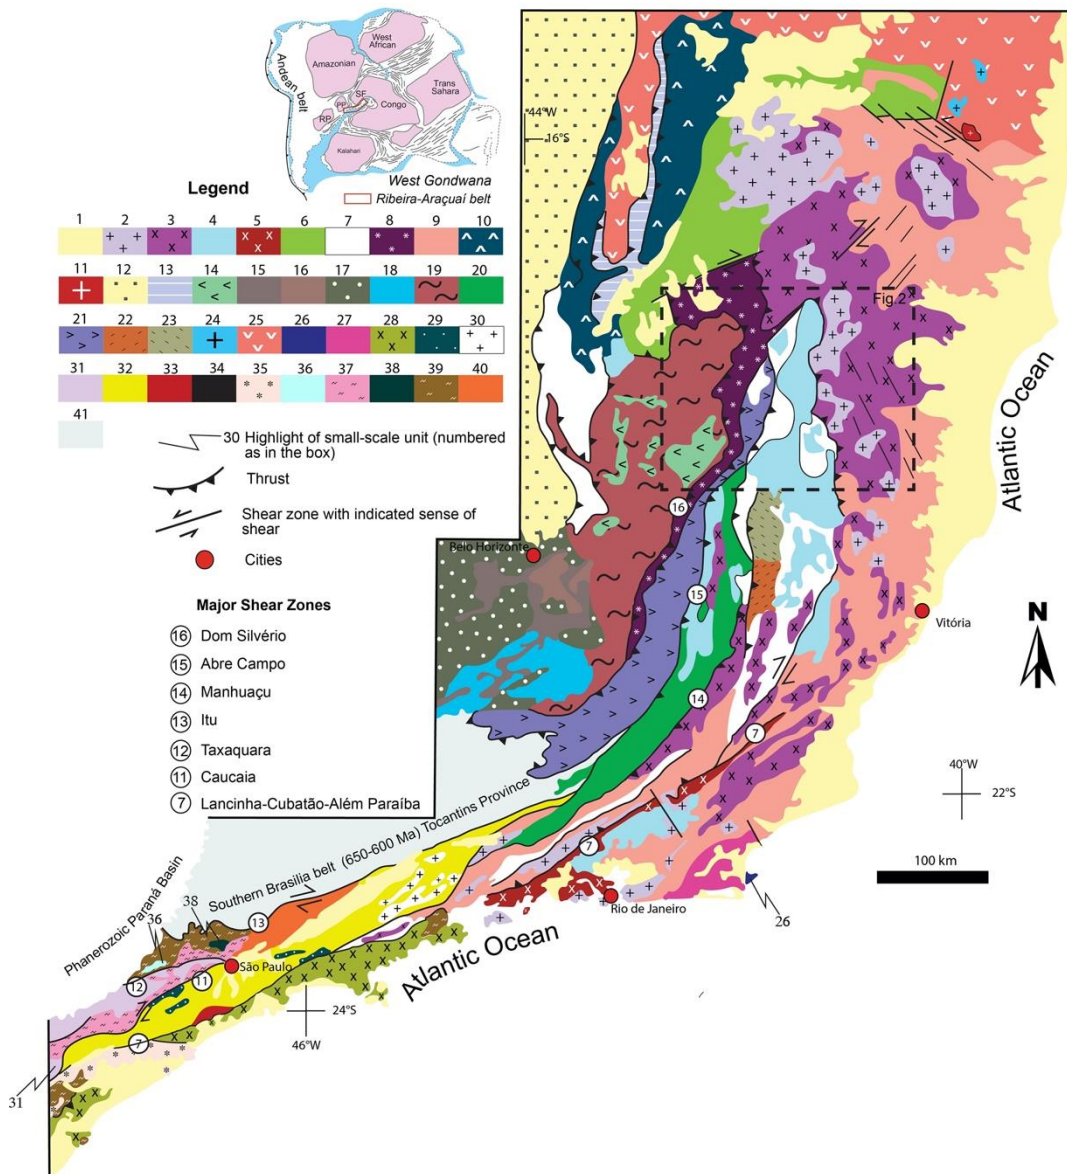 West
African
Amazonian
Andean belt
Trans
Sahara
SF
Congo
PP
RP
Kalahari
West Gondwana
Ribeira-Araçuaí belt
Legend
1 2 3 4 5 6 7 8 9 10
11 12 13 14 15 16 17 18 19 20
21 22 23 24 25 26 27 28 29 30
31 32 33 34 35 36 37 38 39 40
41
30 Highlight of small-scale unit (numbered
as in the box)
Thrust
Shear zone with indicated sense of
shear
Cities
Major Shear Zones
16 Dom Silvério
15 Abre Campo
14 Manhuaçu
13 Itu
12 Taxaquara
11 Caucaia
7 Lancinha-Cubatão-Além Paraíba
44°W
16°S
Fig.2
Atlantic Ocean
16
Belo Horizonte
15
Vitória
N
14
7
40°W
22°S
100 km
Southern Brasilia belt (650-600 Ma) Tocantins Province
7
Rio de Janeiro
26
Phanerozoic Paraná Basin
36
38
13
São Paulo
12
11
Atlantic Ocean
24°S
46°W
7
31